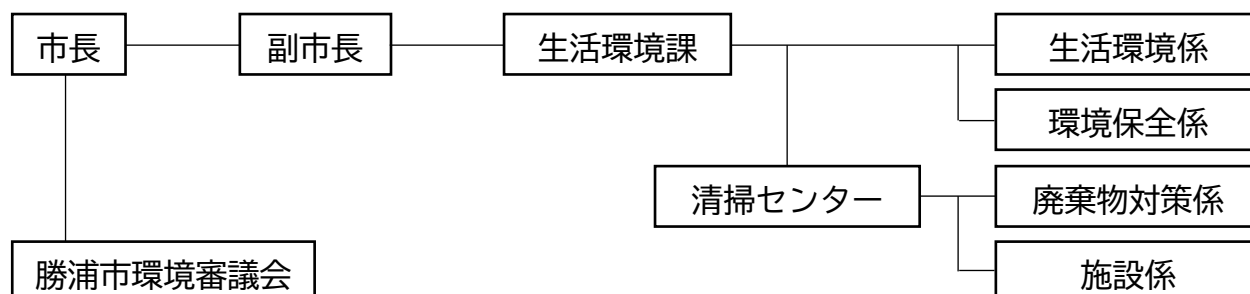 市長
副市長
生活環境課
生活環境係
環境保全係
清掃センター
廃棄物対策係
勝浦市環境審議会
施設係